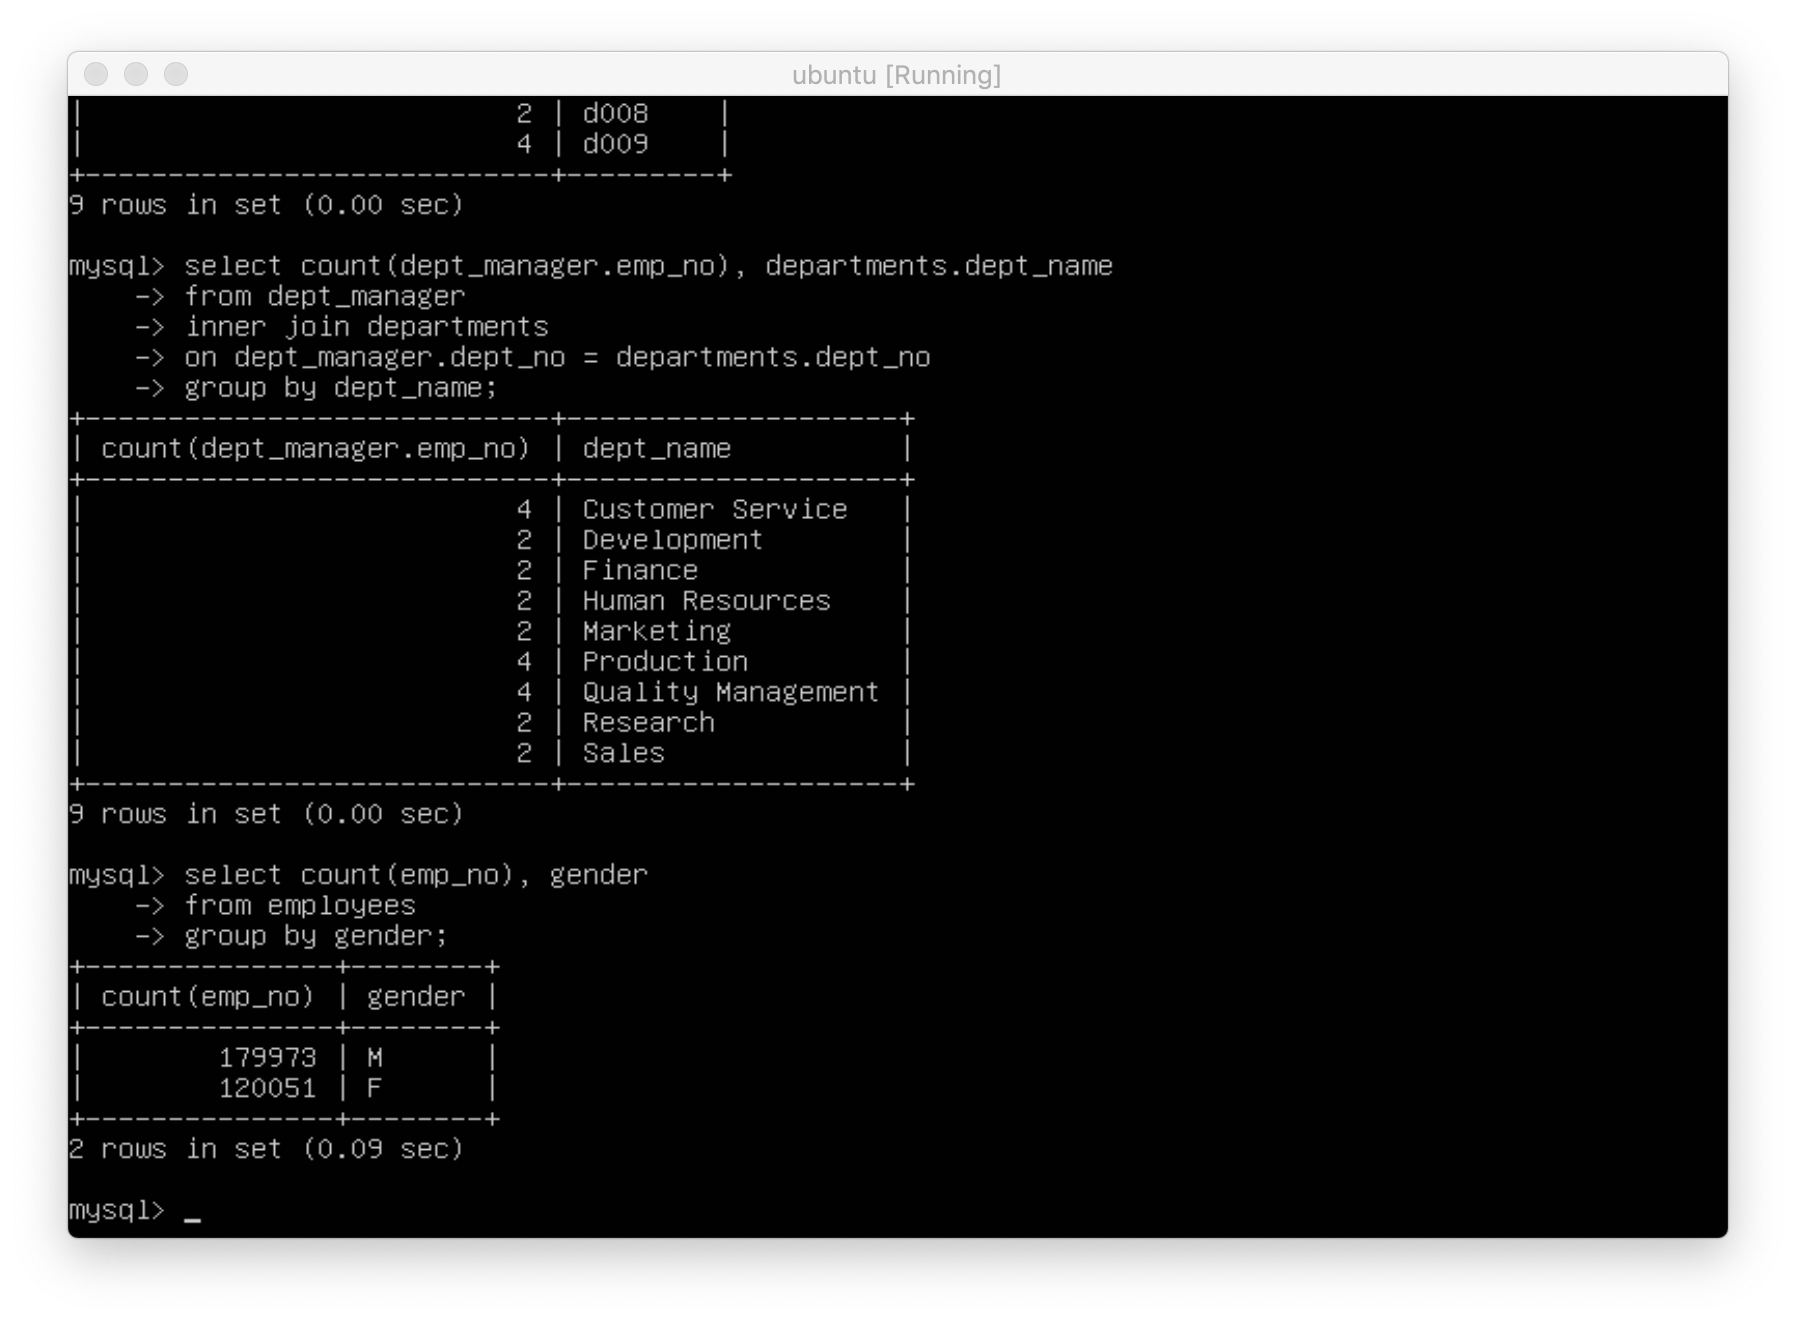 ubuntu [Running]
|                          2 | d008    |
|                          4 | d009    |
+----------------------------+---------+
9 rows in set (0.00 sec)

mysql> select count(dept_manager.emp_no), departments.dept_name
    -> from dept_manager
    -> inner join departments
    -> on dept_manager.dept_no = departments.dept_no
    -> group by dept_name;
+----------------------------+--------------------+
| count(dept_manager.emp_no) | dept_name          |
+----------------------------+--------------------+
|                          4 | Customer Service   |
|                          2 | Development        |
|                          2 | Finance            |
|                          2 | Human Resources    |
|                          2 | Marketing          |
|                          4 | Production         |
|                          4 | Quality Management |
|                          2 | Research           |
|                          2 | Sales              |
+----------------------------+--------------------+
9 rows in set (0.00 sec)

mysql> select count(emp_no), gender
    -> from employees
    -> group by gender;
+---------------+--------+
| count(emp_no) | gender |
+---------------+--------+
|        179973 | M      |
|        120051 | F      |
+---------------+--------+
2 rows in set (0.09 sec)

mysql> _